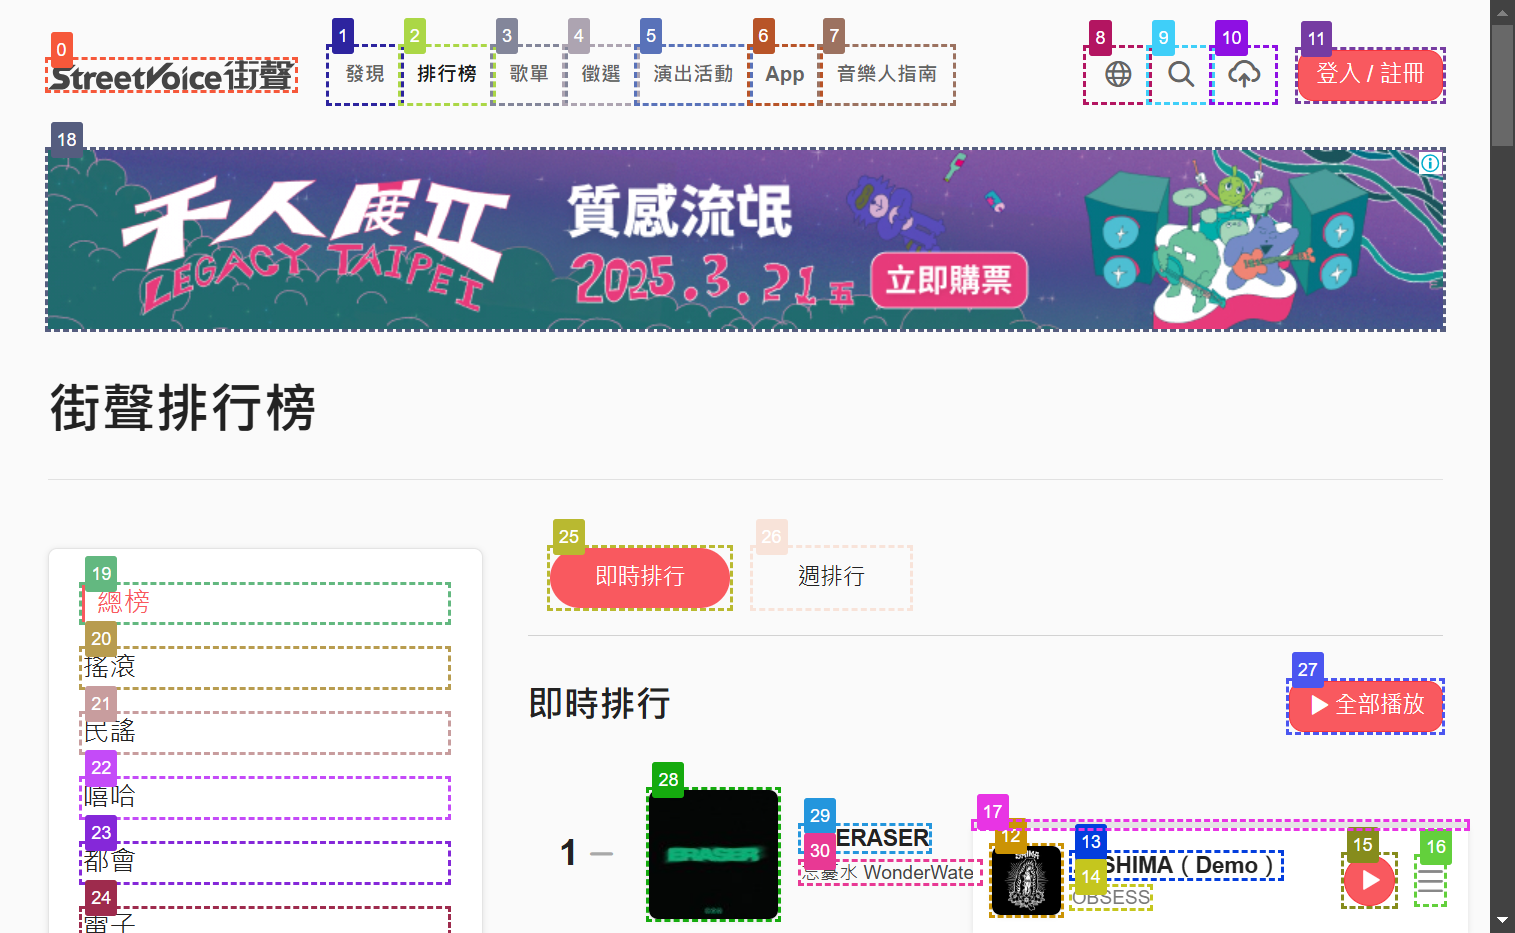 StreetVoice街聲
發現
排行榜
歌單
徵選
演出活動
App
音樂人指南
登入 / 註冊
千人展II
LEGACY TAIPEI
質感流氓
2025.3.21五
立即購票
街聲排行榜
總榜
搖滾
民謠
嘻哈
都會
電子
即時排行
週排行
即時排行
全部播放
1
ERASER
ERASER
忘憂水 WonderWate
SHIMA（Demo）
OBSESS
0
1
2
3
4
5
6
7
8
9
10
11
12
13
14
15
16
17
18
19
20
21
22
23
24
25
26
27
28
29
30